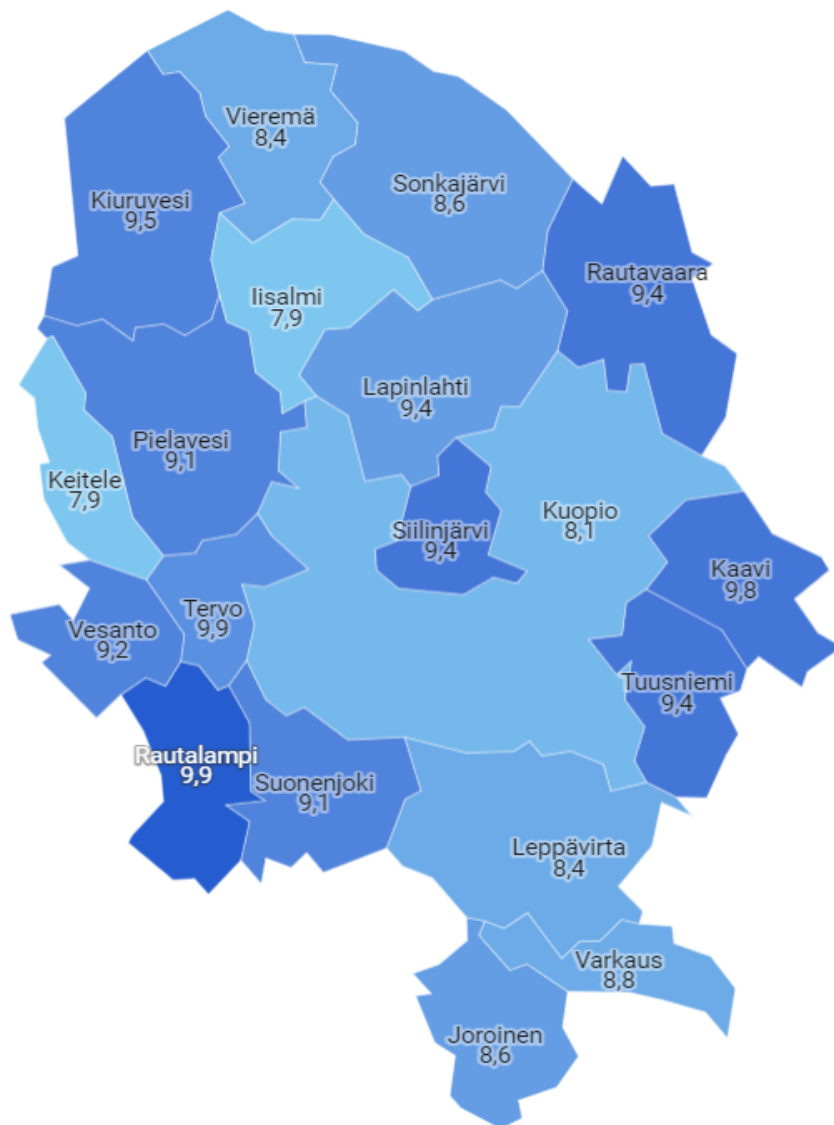 Vieremä
8,4
Sonkajärvi
8,6
Kiuruvesi
9,5
Rautavaara
9,4
Iisalmi
7,9
Lapinlahti
9,4
Pielavesi
9,1
Keitele
7,9
Kuopio
8,1
Siilinjärvi
9,4
Kaavi
9,8
Tervo
9,9
Vesanto
9,2
Tuusniemi
9,4
Rautalampi
9,9
Suonenjoki
9,1
Leppävirta
8,4
Varkaus
8,8
Joroinen
8,6